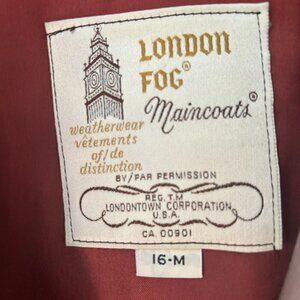 LONDON
FOG®
Maincoats®
weatherwear
vêtements
of/de
distinction
BY/PAR PERMISSION
REG. T.M.
LONDONTOWN CORPORATION
U.S.A.
CA. 00901
16-M